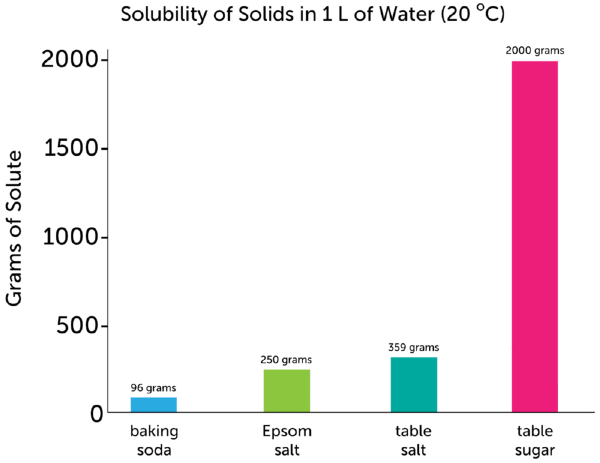 Solubility of Solids in 1 L of Water (20 °C)
Grams of Solute
2000
1500
1000
500
0
96 grams
250 grams
359 grams
2000 grams
baking
soda
Epsom
salt
table
salt
table
sugar